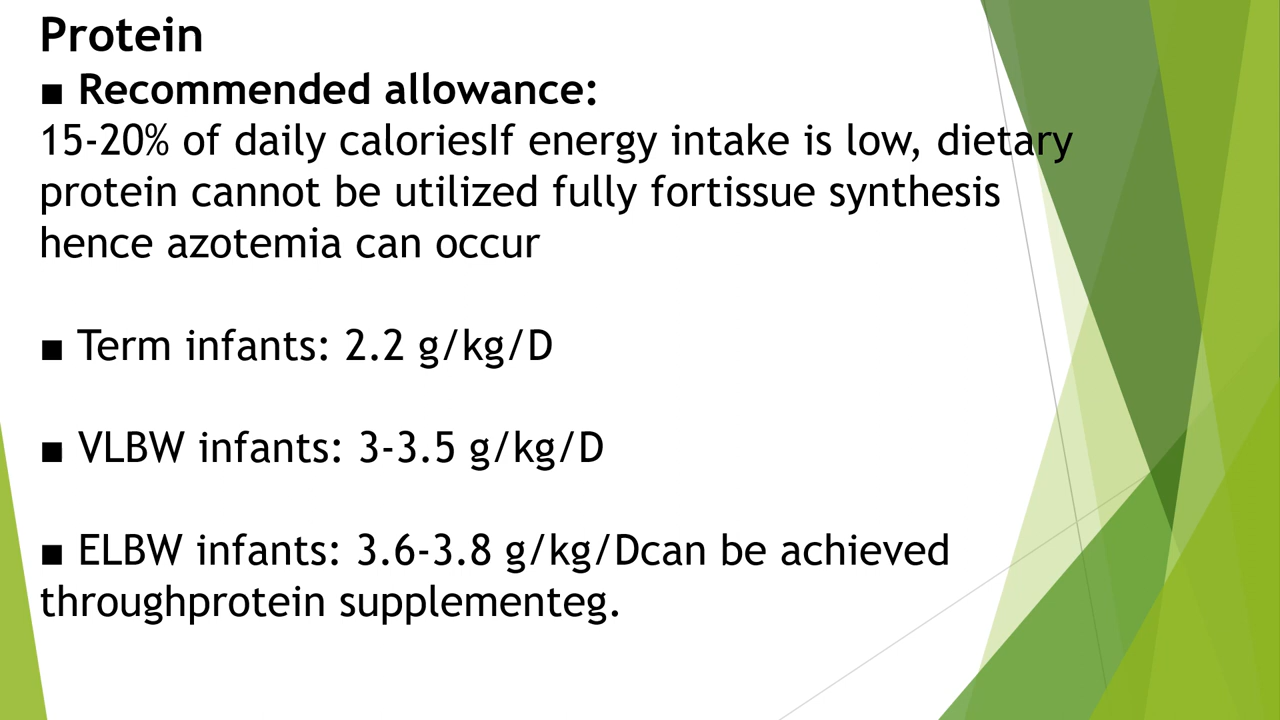 Protein
■ Recommended allowance:
15-20% of daily caloriesIf energy intake is low, dietary
protein cannot be utilized fully fortissue synthesis
hence azotemia can occur
■ Term infants: 2.2 g/kg/D
■ VLBW infants: 3-3.5 g/kg/D
■ ELBW infants: 3.6-3.8 g/kg/Dcan be achieved
throughprotein supplementeg.